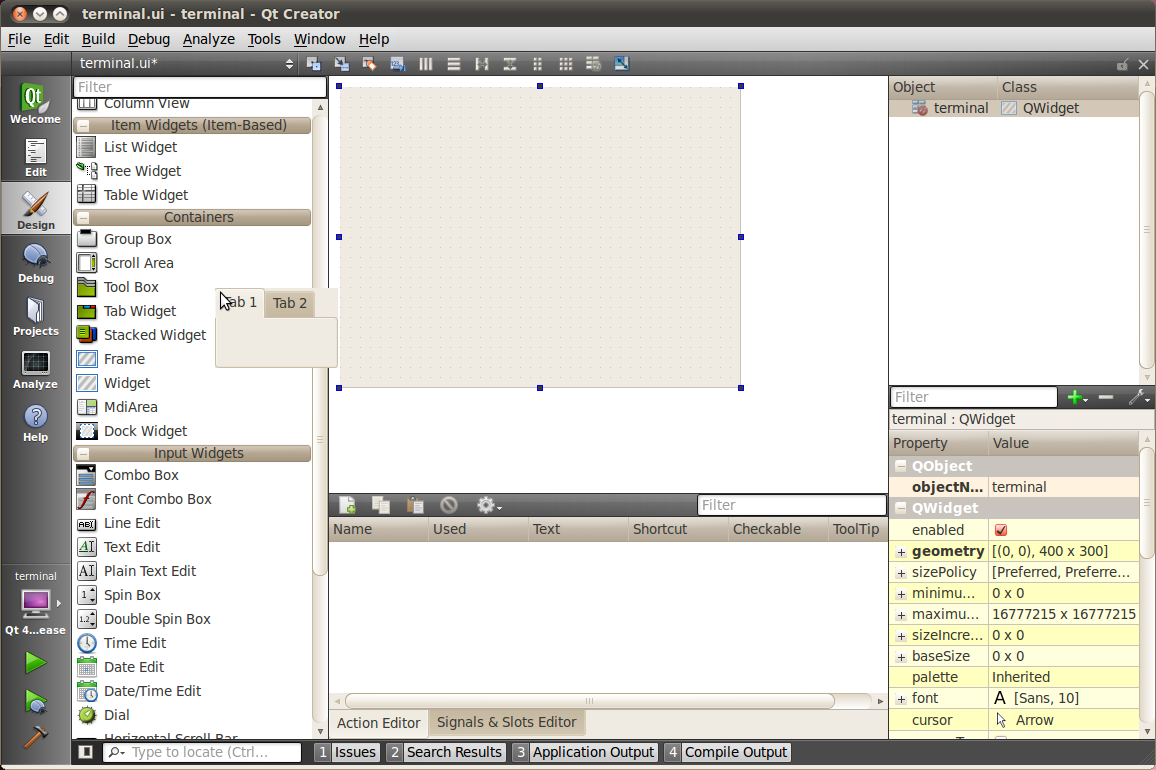 terminal.ui - terminal - Qt Creator
File Edit Build Debug Analyze Tools Window Help
terminal.ui*
Welcome
Edit
Design
Debug
Projects
Analyze
Help
terminal
Qt 4...ease
Filter
Column View
Item Widgets (Item-Based)
List Widget
Tree Widget
Table Widget
Containers
Group Box
Scroll Area
Tool Box
Tab Widget
Stacked Widget
Frame
Widget
MdiArea
Dock Widget
Input Widgets
Combo Box
Font Combo Box
Line Edit
Text Edit
Plain Text Edit
Spin Box
Double Spin Box
Time Edit
Date Edit
Date/Time Edit
Dial
Horizontal Scroll Bar
Tab 2
Filter
Name Used Text Shortcut Checkable ToolTip
Action Editor Signals & Slots Editor
Object Class
terminal QWidget
Filter
terminal : QWidget
Property Value
QObject
objectN... terminal
QWidget
enabled
geometry [(0, 0), 400 x 300]
sizePolicy [Preferred, Preferre...
minimu... 0 x 0
maximu... 16777215 x 16777215
sizeIncre... 0 x 0
baseSize 0 x 0
palette Inherited
font A [Sans, 10]
cursor Arrow
Type to locate (Ctrl...
1 Issues 2 Search Results 3 Application Output 4 Compile Output